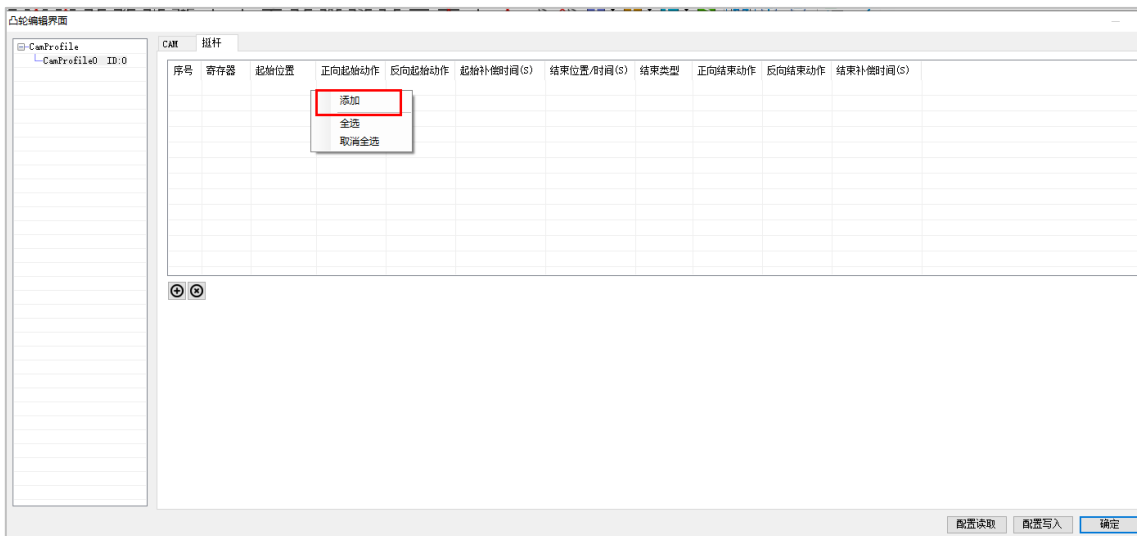 凸轮编辑界面
CamProfile
CamProfile0 ID:0
CAM 挺杆
序号 寄存器 起始位置 正向起始动作 反向起始动作 起始补偿时间(S) 结束位置/时间(S) 结束类型 正向结束动作 反向结束动作 结束补偿时间(S)
添加
全选
取消全选
配置读取 配置写入 确定